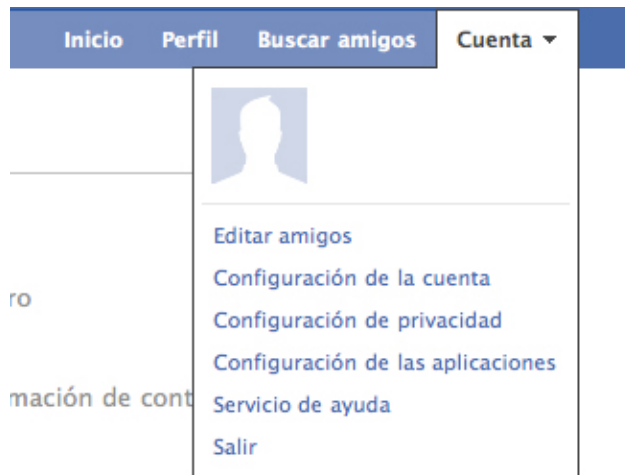 Inicio Perfil Buscar amigos Cuenta
Editar amigos
Configuración de la cuenta
ro
Configuración de privacidad
Configuración de las aplicaciones
mación de cont
Servicio de ayuda
Salir